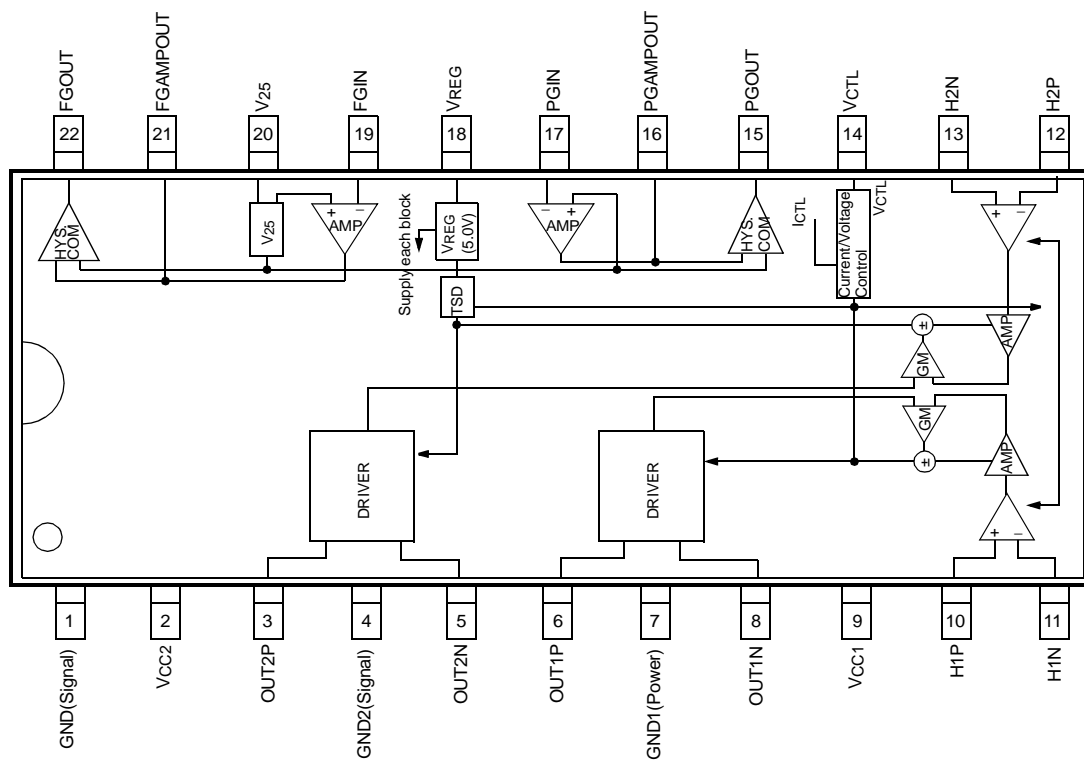 FGOUT
FGAMPOUT
V25
FGIN
VREG
PGIN
PGAMPOUT
PGOUT
VCTL
H2N
H2P
22
21
20
19
18
17
16
15
14
13
12
HYS.
COM
V25
+
−
AMP
Supply each block
VREG
(5.0V)
TSD
−
+
AMP
HYS.
COM
ICTL
VCTL
Current/Voltage
Control
+
−
±
AMP
GM
GM
±
AMP
DRIVER
DRIVER
+
−
1
2
3
4
5
6
7
8
9
10
11
GND(Signal)
VCC2
OUT2P
GND2(Signal)
OUT2N
OUT1P
GND1(Power)
OUT1N
VCC1
H1P
H1N